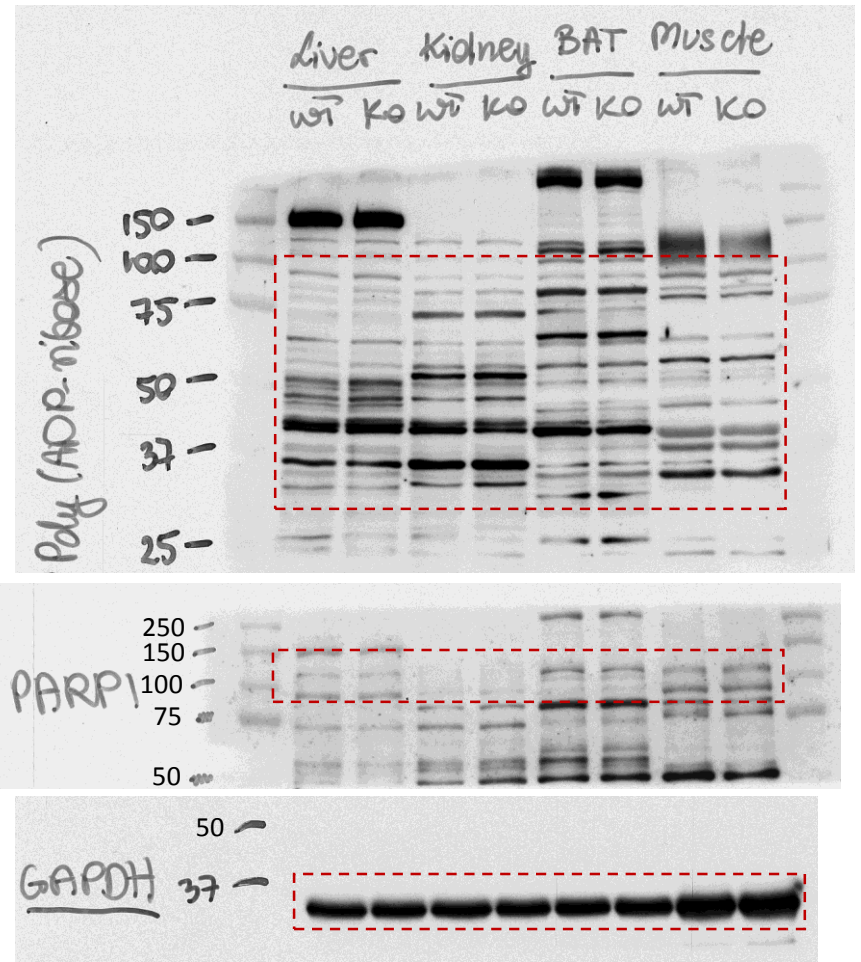 Liver Kidney BAT Muscle
WT KO WT KO WT KO WT KO
Poly (ADP-ribose)
150
100
75
50
37
25
PARP1
250
150
100
75
50
GAPDH
50
37